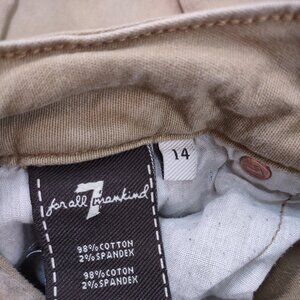 14
7
for all mankind
98% COTTON
2% SPANDEX
98% COTON
2% SPANDEX